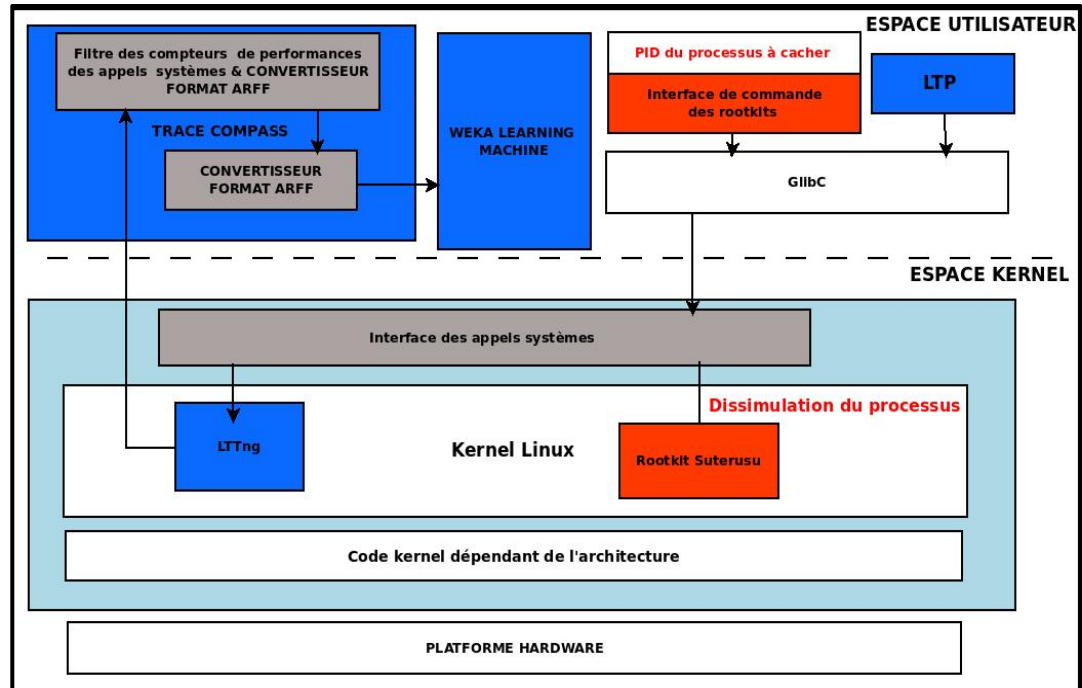 ESPACE UTILISATEUR
Filtre des compteurs de performances
des appels systèmes & CONVERTISSEUR
FORMAT ARFF
TRACE COMPASS
CONVERTISSEUR
FORMAT ARFF
WEKA LEARNING
MACHINE
PID du processus à cacher
Interface de commande
des rootkits
LTP
GlibC
ESPACE KERNEL
Interface des appels systèmes
LTTng
Kernel Linux
Dissimulation du processus
Rootkit Suterusu
Code kernel dépendant de l'architecture
PLATFORME HARDWARE